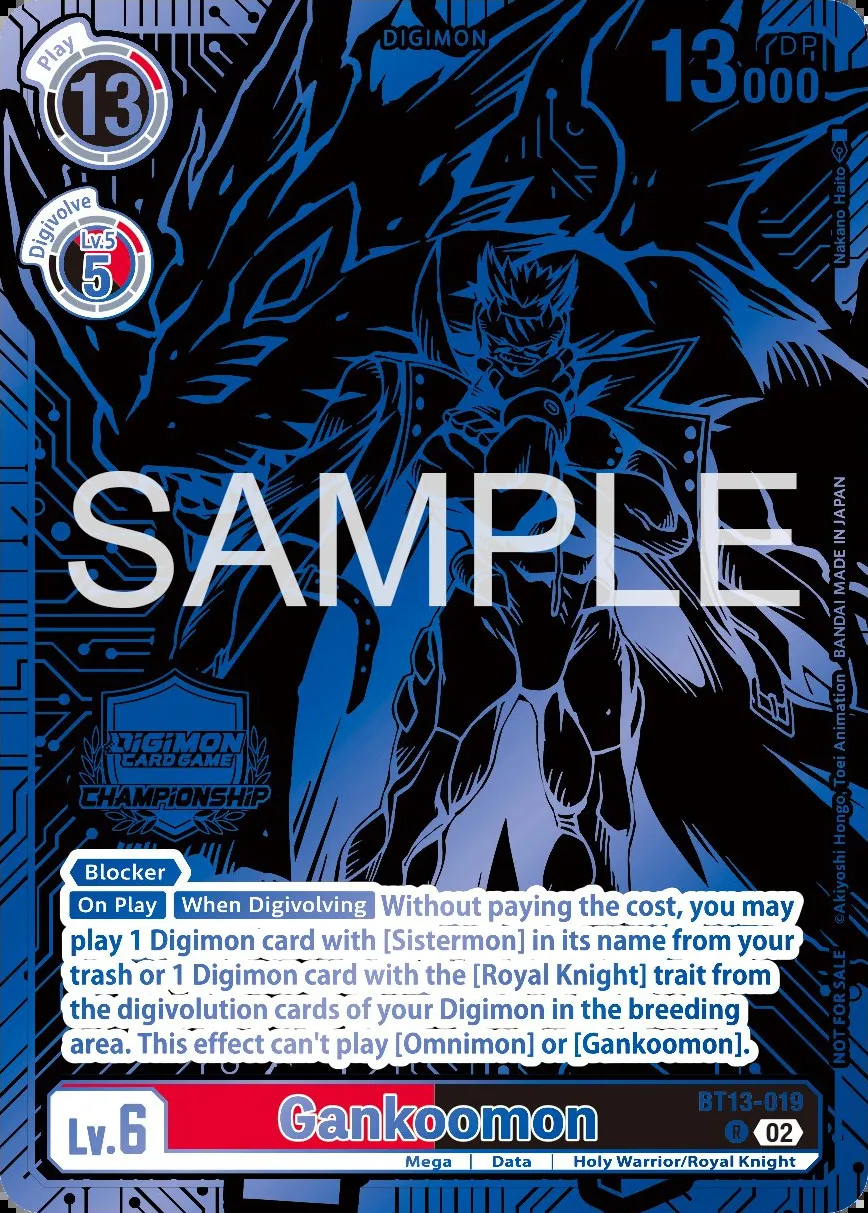 Play
13
DIGIMON
13000
DP
Digivolve
Lv.5
5
Nakano Haito
SAMPLE
©Akiyoshi Hongo, Toei Animation BANDAI MADE IN JAPAN
NOT FOR SALE
DIGIMON
CARD GAME
CHAMPIONSHIP
Blocker
On Play When Digivolving Without paying the cost, you may
play 1 Digimon card with [Sistermon] in its name from your
trash or 1 Digimon card with the [Royal Knight] trait from
the digivolution cards of your Digimon in the breeding
area. This effect can't play [Omnimon] or [Gankoomon].
Lv.6
Gankoomon
BT13-019
R 02
Mega | Data | Holy Warrior/Royal Knight